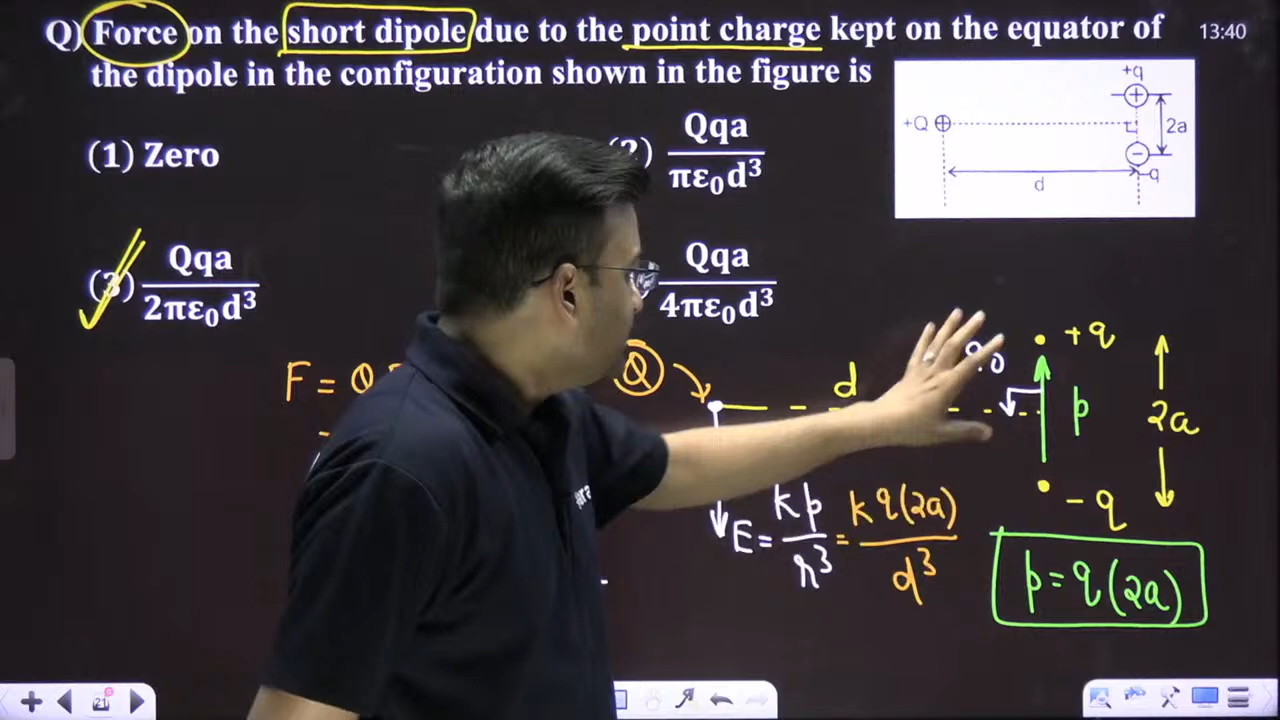 Q) Force on the short dipole due to the point charge kept on the equator of
the dipole in the configuration shown in the figure is
13:40
(1) Zero
Qqa
πε₀d³
(3) Qqa
2πε₀d³
Qqa
4πε₀d³
+q
+Q
2a
-q
d
F = Q
Q
d
90
+q
p
2a
-q
E = kp/r³ = kq(2a)/d³
p = q(2a)
21